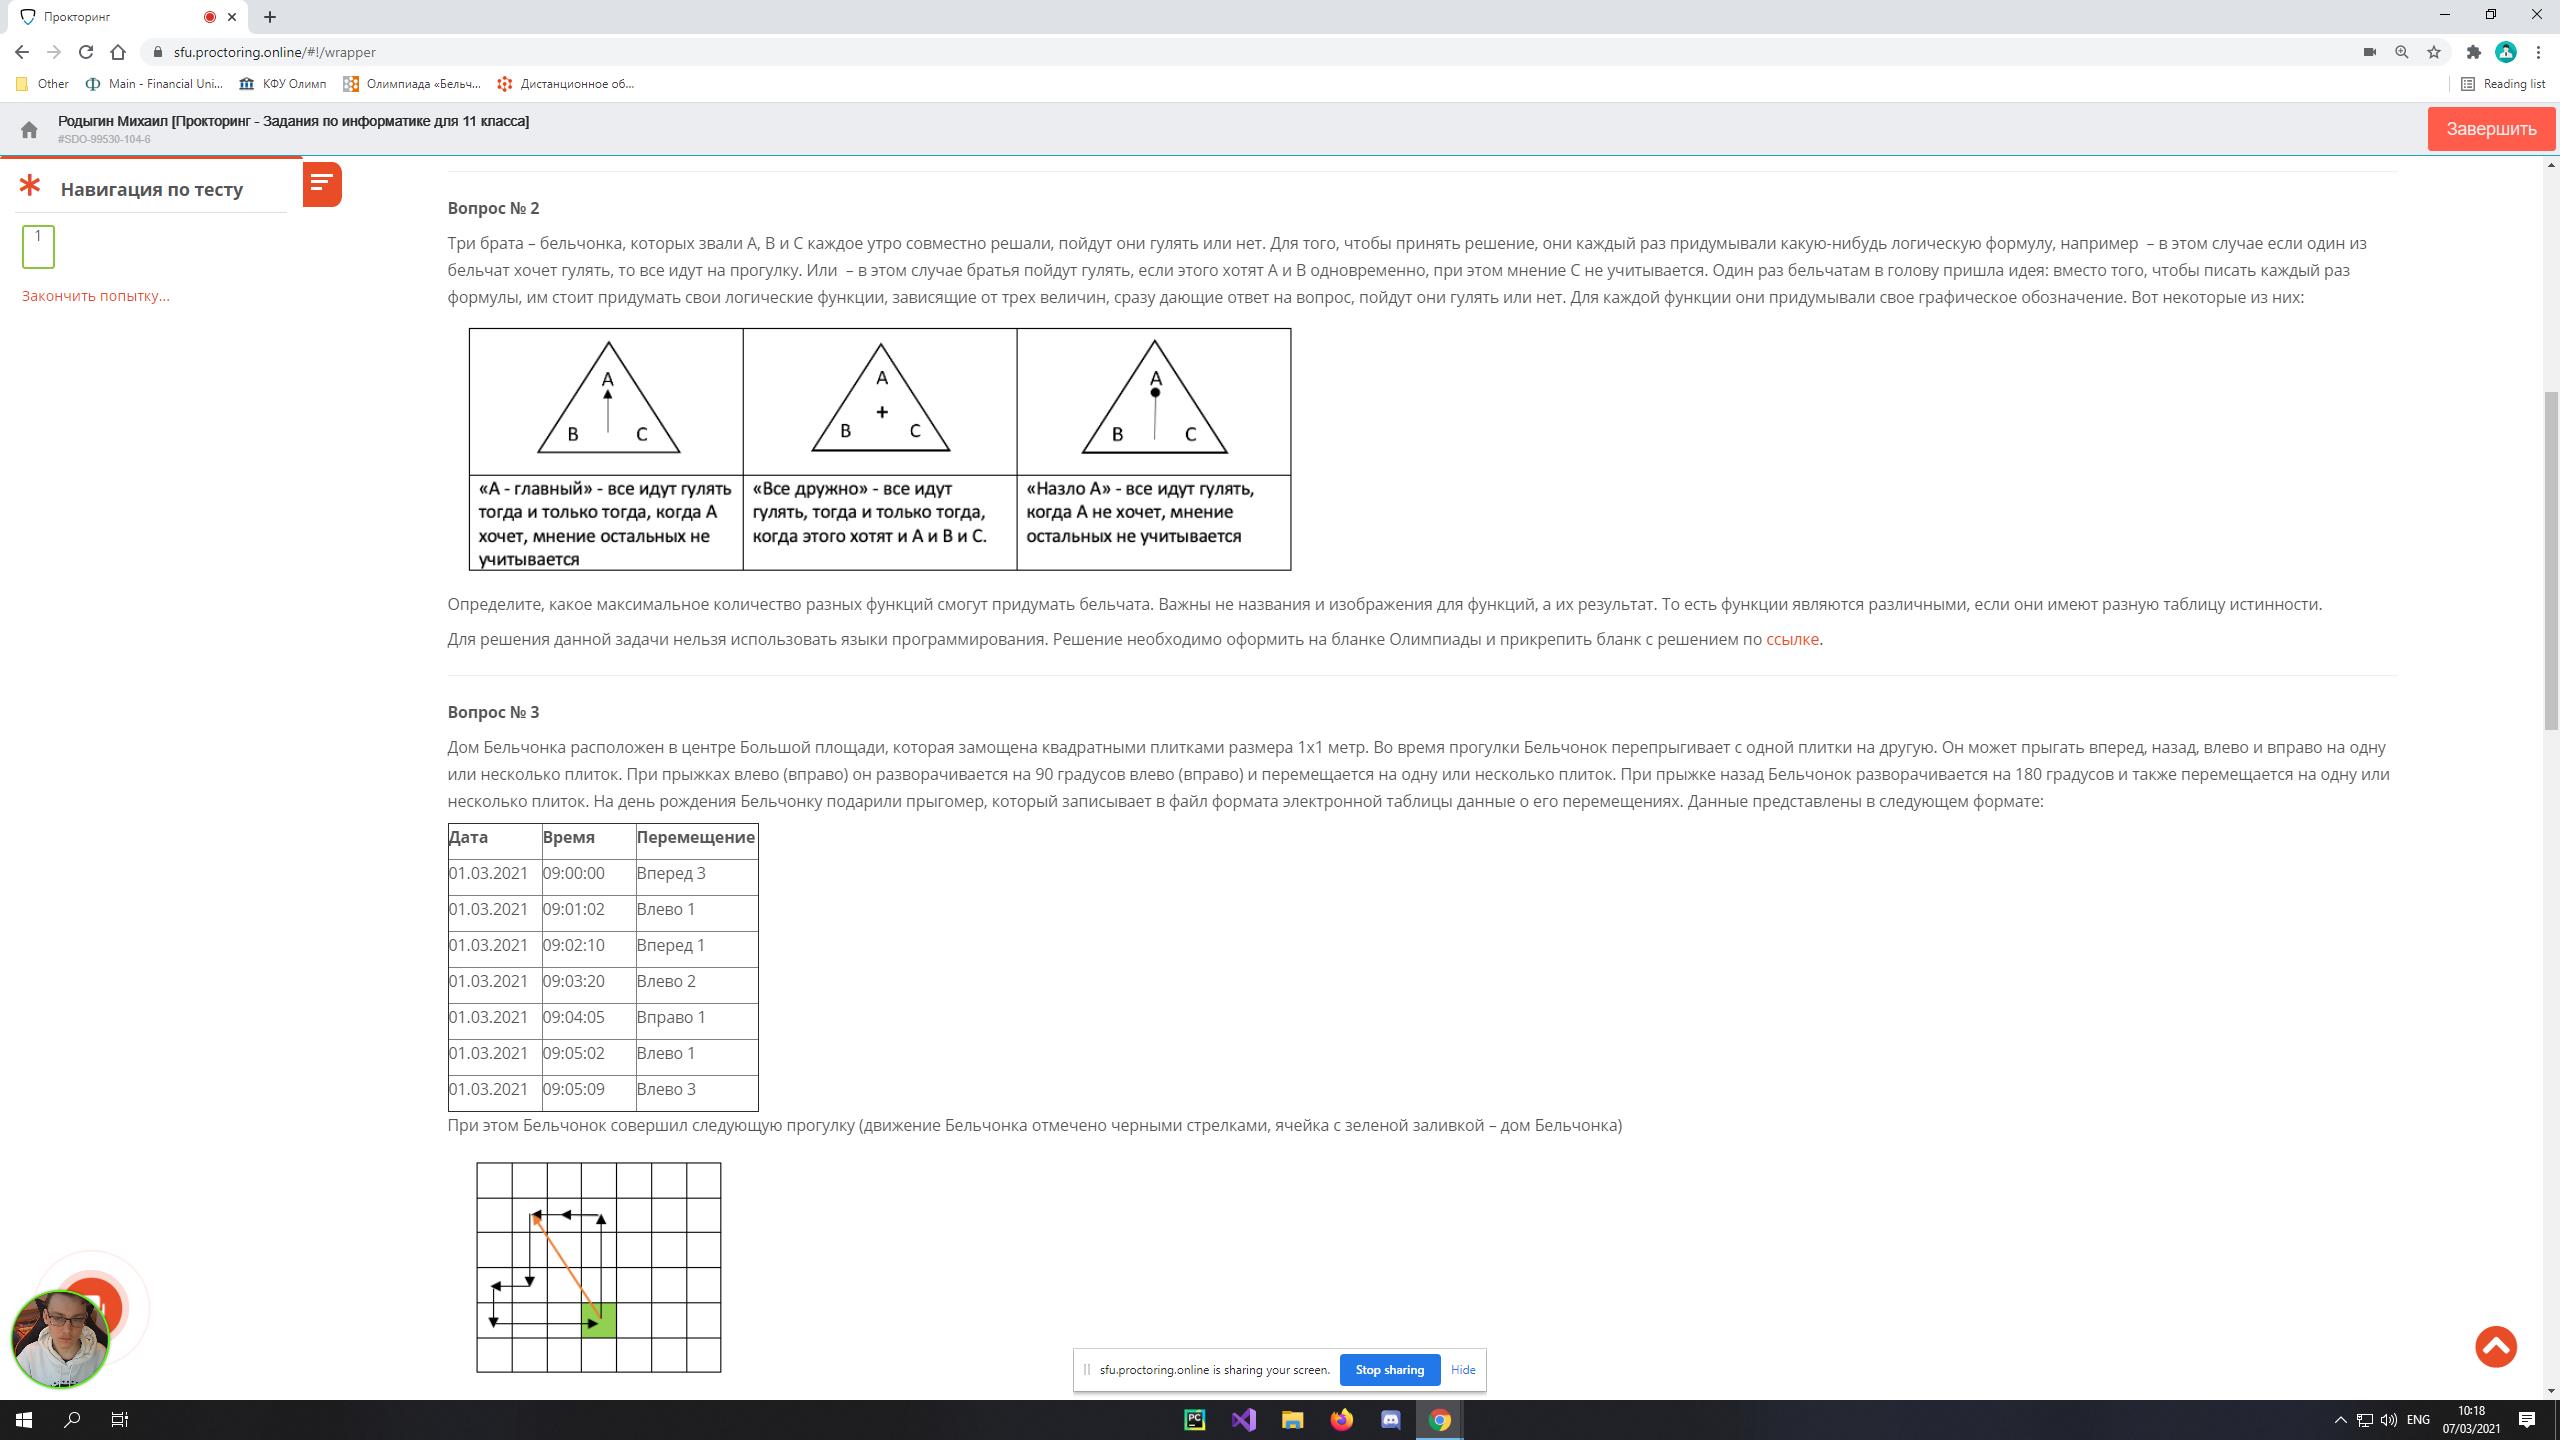 Прокторинг
sfu.proctoring.online/#!/wrapper
Other
Main - Financial Uni...
КФУ Олимп
Олимпиада «Бельч...
Дистанционное об...
Reading list
Родыгин Михаил [Прокторинг - Задания по информатике для 11 класса]
#SDO-99530-104-6
Завершить
Навигация по тесту
1
Закончить попытку...
Вопрос № 2
Три брата – бельчонка, которых звали А, В и С каждое утро совместно решали, пойдут они гулять или нет. Для того, чтобы принять решение, они каждый раз придумывали какую-нибудь логическую формулу, например – в этом случае если один из
бельчат хочет гулять, то все идут на прогулку. Или – в этом случае братья пойдут гулять, если этого хотят А и В одновременно, при этом мнение С не учитывается. Один раз бельчатам в голову пришла идея: вместо того, чтобы писать каждый раз
формулы, им стоит придумать свои логические функции, зависящие от трех величин, сразу дающие ответ на вопрос, пойдут они гулять или нет. Для каждой функции они придумывали свое графическое обозначение. Вот некоторые из них:
A
B C
A
+
B C
A
B C
«А - главный» - все идут гулять
тогда и только тогда, когда А
хочет, мнение остальных не
учитывается
«Все дружно» - все идут
гулять, тогда и только тогда,
когда этого хотят и А и В и С.
«Назло А» - все идут гулять,
когда А не хочет, мнение
остальных не учитывается
Определите, какое максимальное количество разных функций смогут придумать бельчата. Важны не названия и изображения для функций, а их результат. То есть функции являются различными, если они имеют разную таблицу истинности.
Для решения данной задачи нельзя использовать языки программирования. Решение необходимо оформить на бланке Олимпиады и прикрепить бланк с решением по ссылке.
Вопрос № 3
Дом Бельчонка расположен в центре Большой площади, которая замощена квадратными плитками размера 1х1 метр. Во время прогулки Бельчонок перепрыгивает с одной плитки на другую. Он может прыгать вперед, назад, влево и вправо на одну
или несколько плиток. При прыжках влево (вправо) он разворачивается на 90 градусов влево (вправо) и перемещается на одну или несколько плиток. При прыжке назад Бельчонок разворачивается на 180 градусов и также перемещается на одну или
несколько плиток. На день рождения Бельчонку подарили прыгомер, который записывает в файл формата электронной таблицы данные о его перемещениях. Данные представлены в следующем формате:
Дата Время Перемещение
01.03.2021 09:00:00 Вперед 3
01.03.2021 09:01:02 Влево 1
01.03.2021 09:02:10 Вперед 1
01.03.2021 09:03:20 Влево 2
01.03.2021 09:04:05 Вправо 1
01.03.2021 09:05:02 Влево 1
01.03.2021 09:05:09 Влево 3
При этом Бельчонок совершил следующую прогулку (движение Бельчонка отмечено черными стрелками, ячейка с зеленой заливкой – дом Бельчонка)
sfu.proctoring.online is sharing your screen.
Stop sharing
Hide
PC
ENG
10:18
07/03/2021